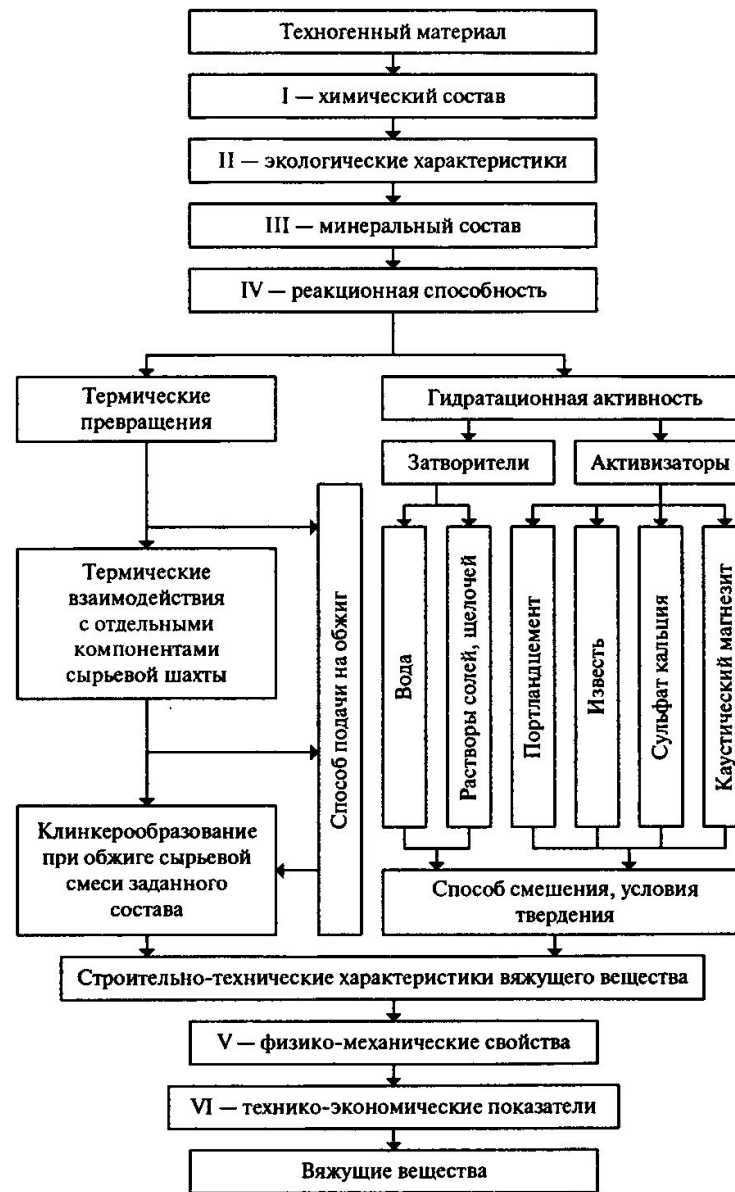 Техногенный материал
I — химический состав
II — экологические характеристики
III — минеральный состав
IV — реакционная способность
Термические
превращения
Гидратационная активность
Затворители
Активизаторы
Термические
взаимодействия
с отдельными
компонентами
сырьевой шахты
Способ подачи на обжиг
Вода
Растворы солей, щелочей
Портландцемент
Известь
Сульфат кальция
Каустический магнезит
Клинкерообразование
при обжиге сырьевой
смеси заданного
состава
Способ смешения, условия
твердения
Строительно-технические характеристики вяжущего вещества
V — физико-механические свойства
VI — технико-экономические показатели
Вяжущие вещества